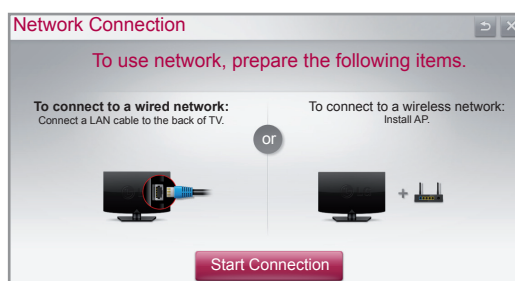 Network Connection
To use network, prepare the following items.
To connect to a wired network:
Connect a LAN cable to the back of TV.
or
To connect to a wireless network:
Install AP.
Start Connection